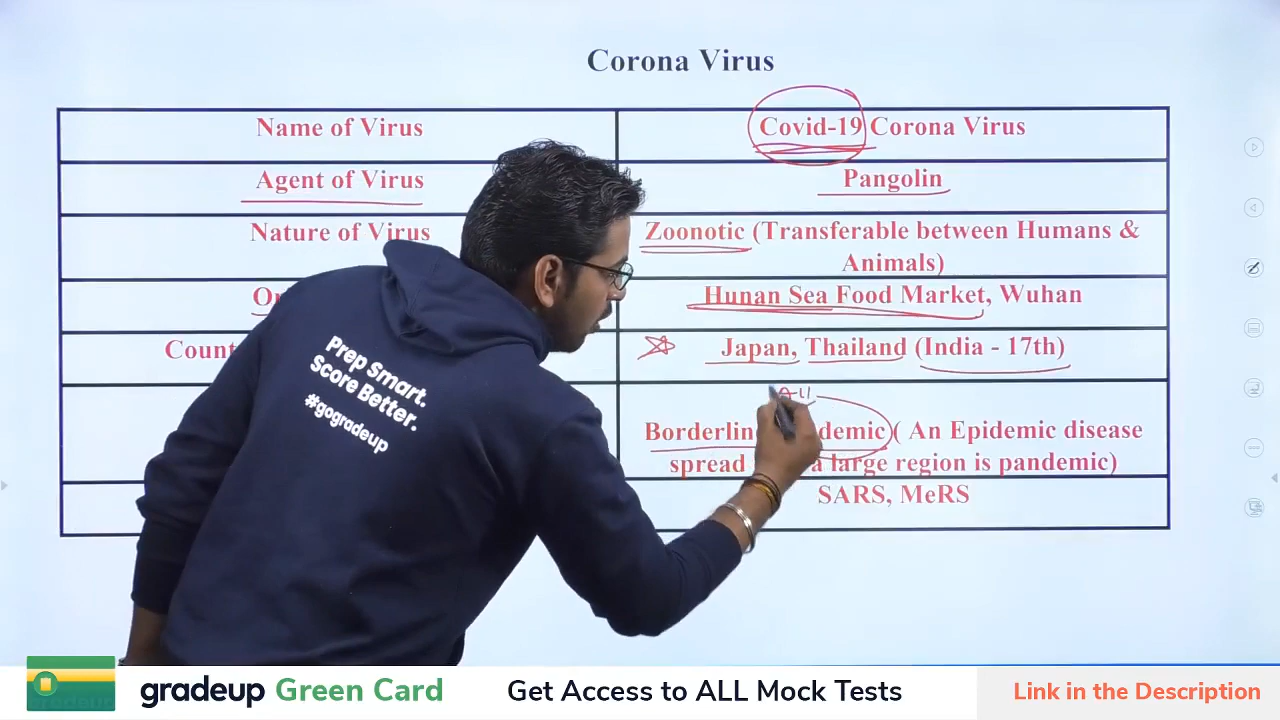 Corona Virus
Name of Virus
Covid-19 Corona Virus
Agent of Virus
Pangolin
Nature of Virus
Zoonotic (Transferable between Humans &
Animals)
Hunan Sea Food Market, Wuhan
Japan, Thailand (India - 17th)
( An Epidemic disease
spread large region is pandemic)
SARS, MeRS
Prep Smart.
Score Better.
#gogradeup
gradeup Green Card
Get Access to ALL Mock Tests
Link in the Description